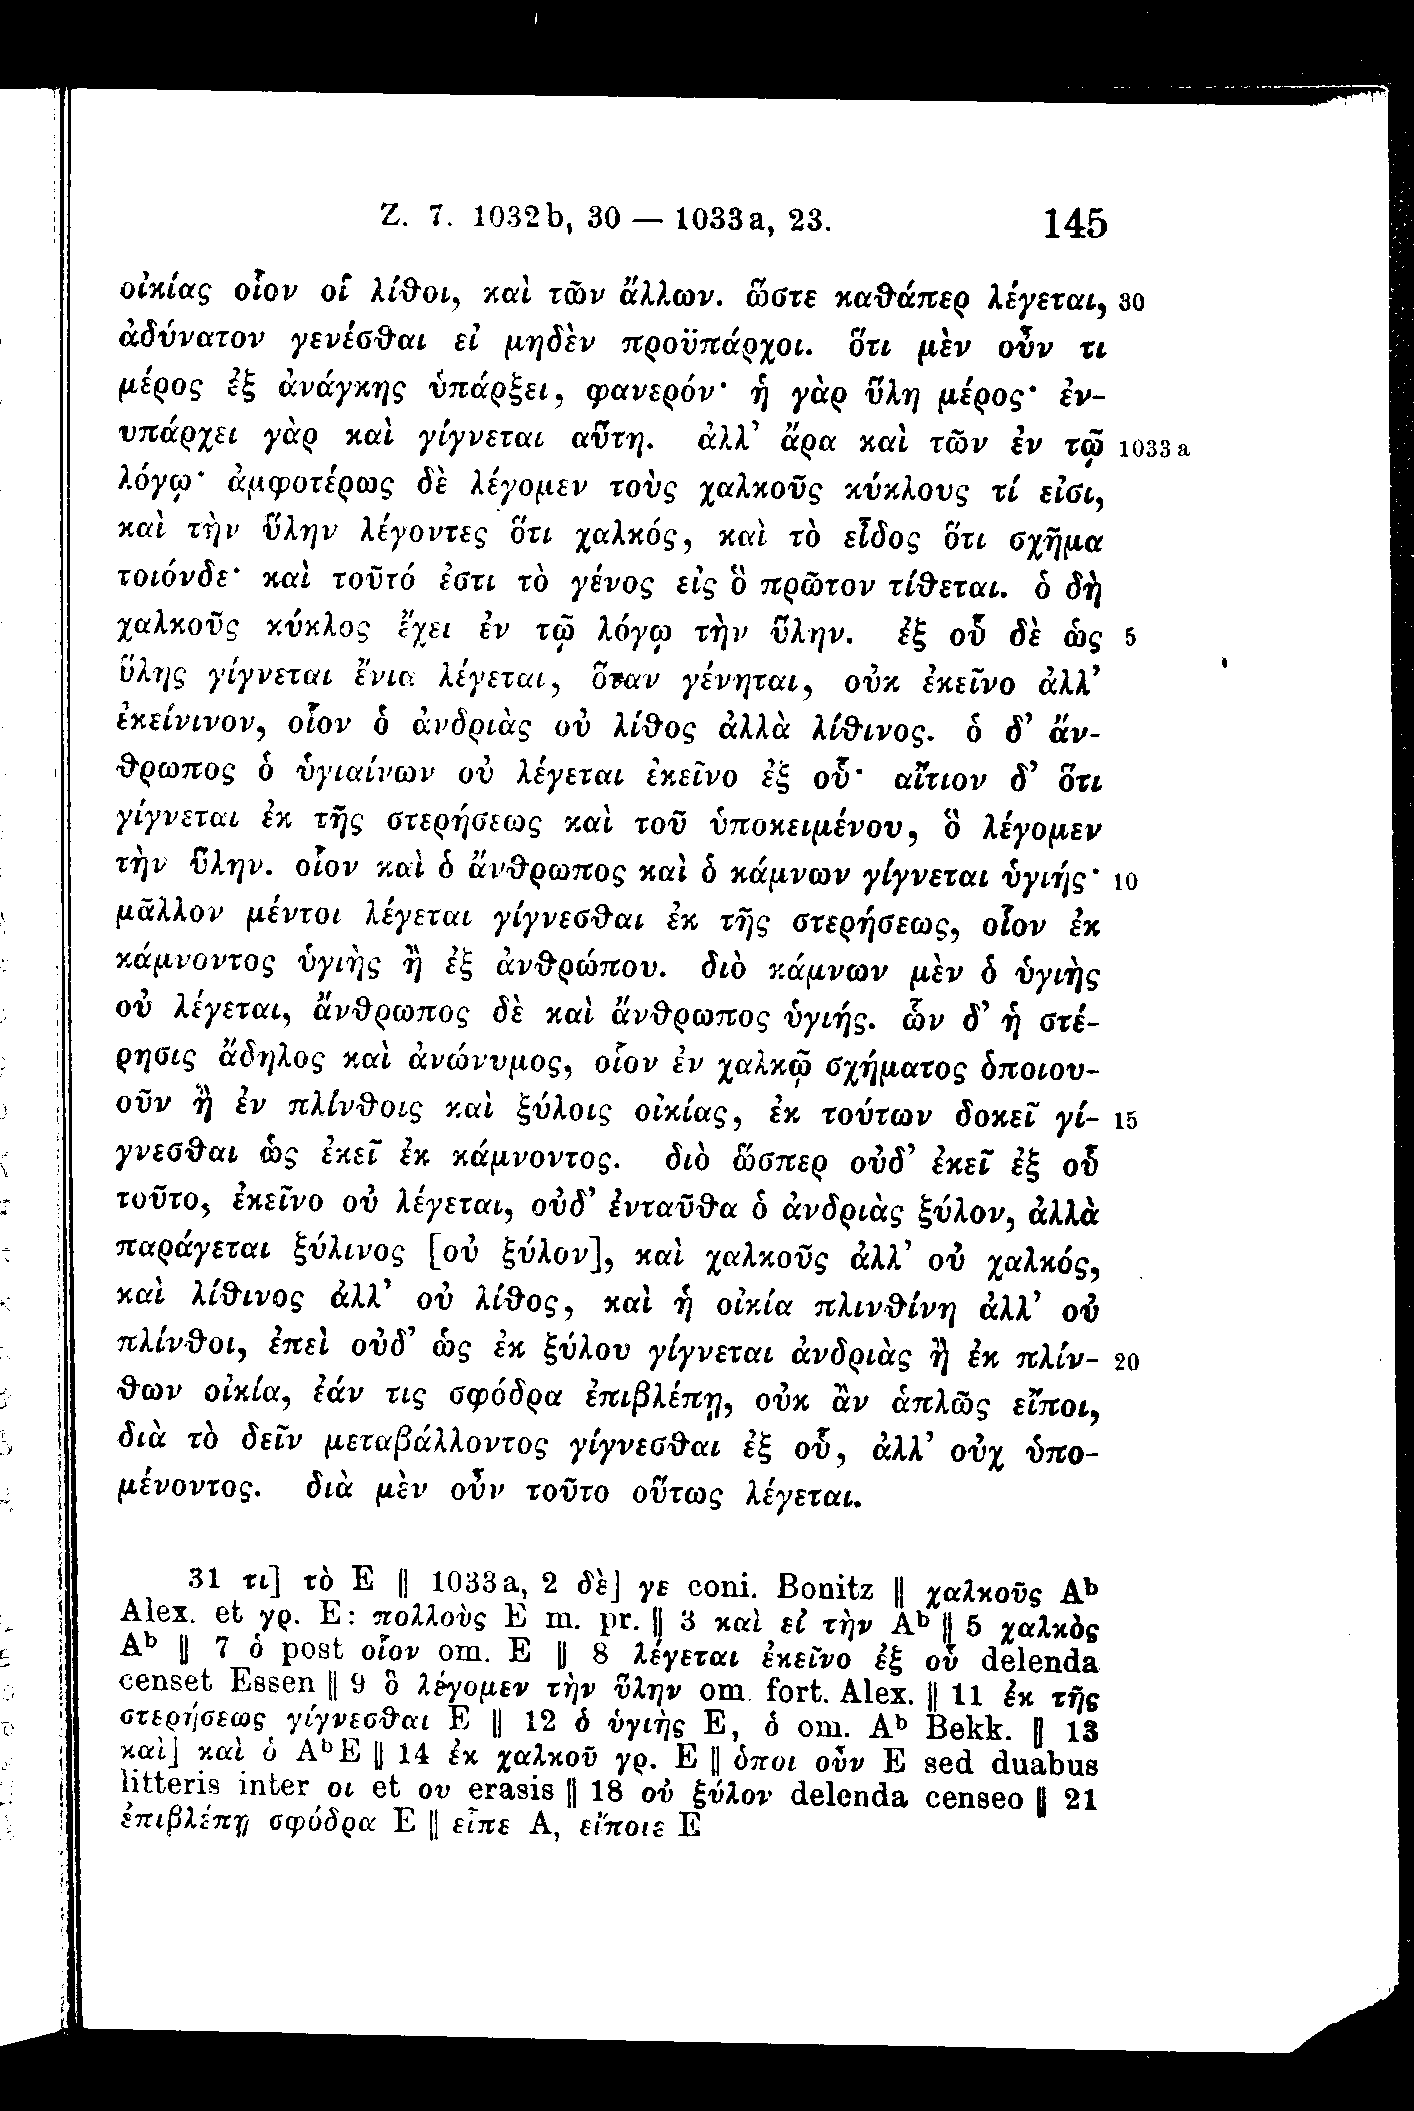 Z. 7. 1032b, 30 — 1033a, 23. 145
οἰκίας οἷον οἱ λίθοι, καὶ τῶν ἄλλων. ὥστε καθάπερ λέγεται, 30
ἀδύνατον γενέσθαι εἰ μηδὲν προϋπάρχοι. ὅτι μὲν οὖν τι
μέρος ἐξ ἀνάγκης ὑπάρξει, φανερόν· ἡ γὰρ ὕλη μέρος· ἐν-
υπάρχει γὰρ καὶ γίγνεται αὕτη. ἀλλ’ ἄρα καὶ τῶν ἐν τῷ 1033a
λόγῳ· ἀμφοτέρως δὲ λέγομεν τοὺς χαλκοῦς κύκλους τί εἰσι,
καὶ τὴν ὕλην λέγοντες ὅτι χαλκός, καὶ τὸ εἶδος ὅτι σχῆμα
τοιόνδε· καὶ τοῦτό ἐστι τὸ γένος εἰς ὃ πρῶτον τίθεται. ὁ δὴ
χαλκοῦς κύκλος ἔχει ἐν τῷ λόγῳ τὴν ὕλην. ἐξ οὗ δὲ ὡς 5
ὕλης γίγνεται ἔνια λέγεται, ὅταν γένηται, οὐκ ἐκεῖνο ἀλλ’
ἐκείνινον, οἷον ὁ ἀνδριὰς οὐ λίθος ἀλλὰ λίθινος. ὁ δ’ ἄν-
θρωπος ὁ ὑγιαίνων οὐ λέγεται ἐκεῖνο ἐξ οὗ· αἴτιον δ’ ὅτι
γίγνεται ἐκ τῆς στερήσεως καὶ τοῦ ὑποκειμένου, ὃ λέγομεν
τὴν ὕλην. οἷον καὶ ὁ ἄνθρωπος καὶ ὁ κάμνων γίγνεται ὑγιής· 10
μᾶλλον μέντοι λέγεται γίγνεσθαι ἐκ τῆς στερήσεως, οἷον ἐκ
κάμνοντος ὑγιὴς ἢ ἐξ ἀνθρώπου. διὸ κάμνων μὲν ὁ ὑγιὴς
οὐ λέγεται, ἄνθρωπος δὲ καὶ ἄνθρωπος ὑγιής. ὧν δ’ ἡ στέ-
ρησις ἄδηλος καὶ ἀνώνυμος, οἷον ἐν χαλκῷ σχήματος ὁποιου-
οῦν ἢ ἐν πλίνθοις καὶ ξύλοις οἰκίας, ἐκ τούτων δοκεῖ γί- 15
γνεσθαι ὡς ἐκεῖ ἐκ κάμνοντος. διὸ ὥσπερ οὐδ’ ἐκεῖ ἐξ οὗ
τοῦτο, ἐκεῖνο οὐ λέγεται, οὐδ’ ἐνταῦθα ὁ ἀνδριὰς ξύλον, ἀλλὰ
παράγεται ξύλινος [οὐ ξύλον], καὶ χαλκοῦς ἀλλ’ οὐ χαλκός,
καὶ λίθινος ἀλλ’ οὐ λίθος, καὶ ἡ οἰκία πλινθίνη ἀλλ’ οὐ
πλίνθοι, ἐπεὶ οὐδ’ ὡς ἐκ ξύλου γίγνεται ἀνδριὰς ἢ ἐκ πλίν- 20
θων οἰκία, ἐάν τις σφόδρα ἐπιβλέπῃ, οὐκ ἂν ἁπλῶς εἴποι,
διὰ τὸ δεῖν μεταβάλλοντος γίγνεσθαι ἐξ οὗ, ἀλλ’ οὐχ ὑπο-
μένοντος. διὰ μὲν οὖν τοῦτο οὕτως λέγεται.
31 τι] τὸ E ‖ 1033a, 2 δὲ] γε coni. Bonitz ‖ χαλκοῦς Aᵇ
Alex. et γρ. E: πολλοὺς E m. pr. ‖ 3 καὶ εἰ τὴν Aᵇ ‖ 5 χαλκὸς
Aᵇ ‖ 7 ὁ post οἷον om. E ‖ 8 λέγεται ἐκεῖνο ἐξ οὗ delenda
censet Essen ‖ 9 ὃ λέγομεν τὴν ὕλην om. fort. Alex. ‖ 11 ἐκ τῆς
στερήσεως γίγνεσθαι E ‖ 12 ὁ ὑγιὴς E, ὁ om. Aᵇ Bekk. ‖ 13
καὶ] καὶ ὁ AᵇE ‖ 14 ἐκ χαλκοῦ γρ. E ‖ ὁποι οὖν E sed duabus
litteris inter οι et ου erasis ‖ 18 οὐ ξύλον delenda censeo ‖ 21
ἐπιβλέπῃ σφόδρα E ‖ εἶπε A, εἴποιε E